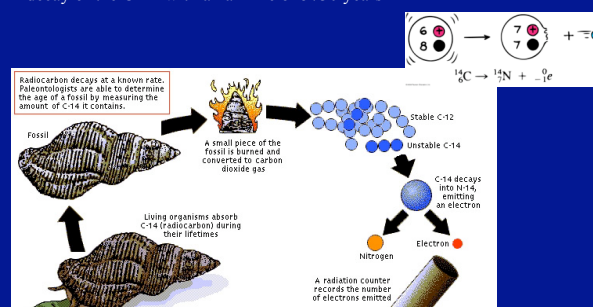 6 +
8
7 +
7
+
¹⁴₆C → ¹⁴₇N + ⁰₋₁e
Radiocarbon decays at a known rate.
Paleontologists are able to determine
the age of a fossil by measuring the
amount of C-14 it contains.
Fossil
A small piece of the
fossil is burned and
converted to carbon
dioxide gas
Stable C-12
Unstable C-14
C-14 decays
into N-14,
emitting
an electron
Nitrogen
Electron
Living organisms absorb
C-14 (radiocarbon) during
their lifetimes
A radiation counter
records the number
of electrons emitted